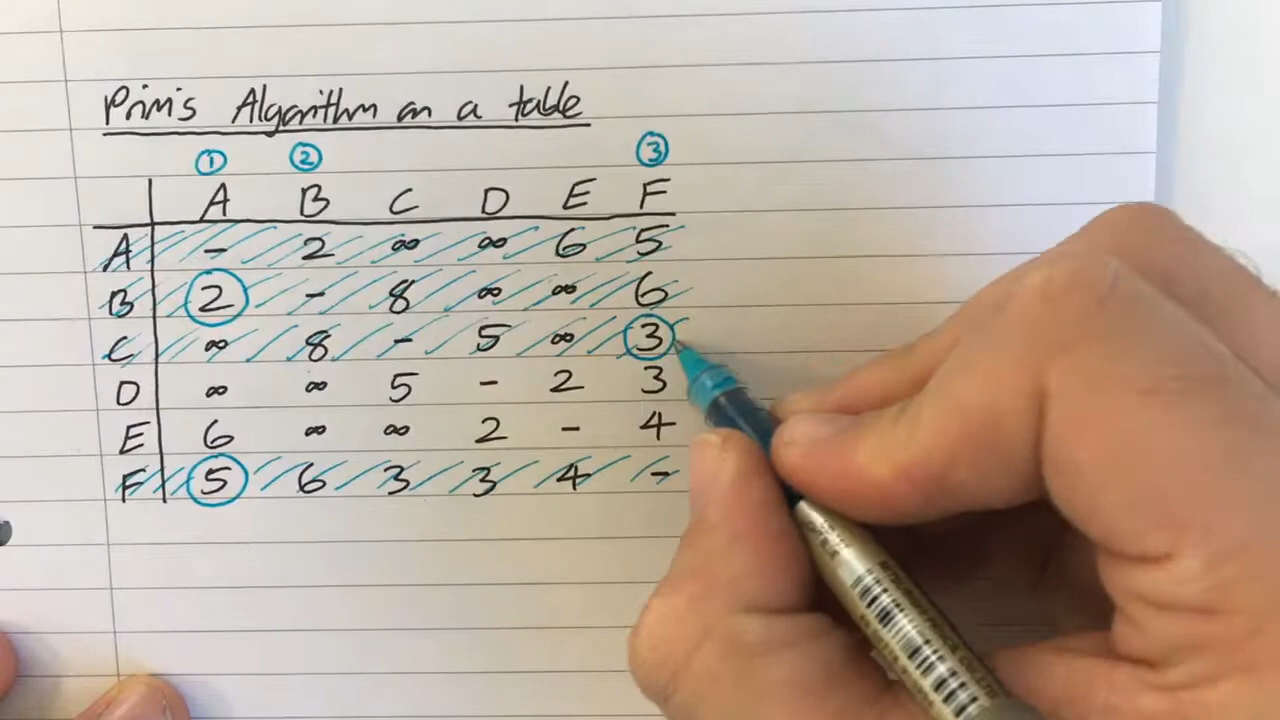 Prim's Algorithm on a table
① ② ③
A B C D E F
A - 2 ∞ ∞ 6 5
B 2 - 8 ∞ ∞ 6
C ∞ 8 - 5 ∞ 3
D ∞ ∞ 5 - 2 3
E 6 ∞ ∞ 2 - 4
F 5 6 3 3 4 -